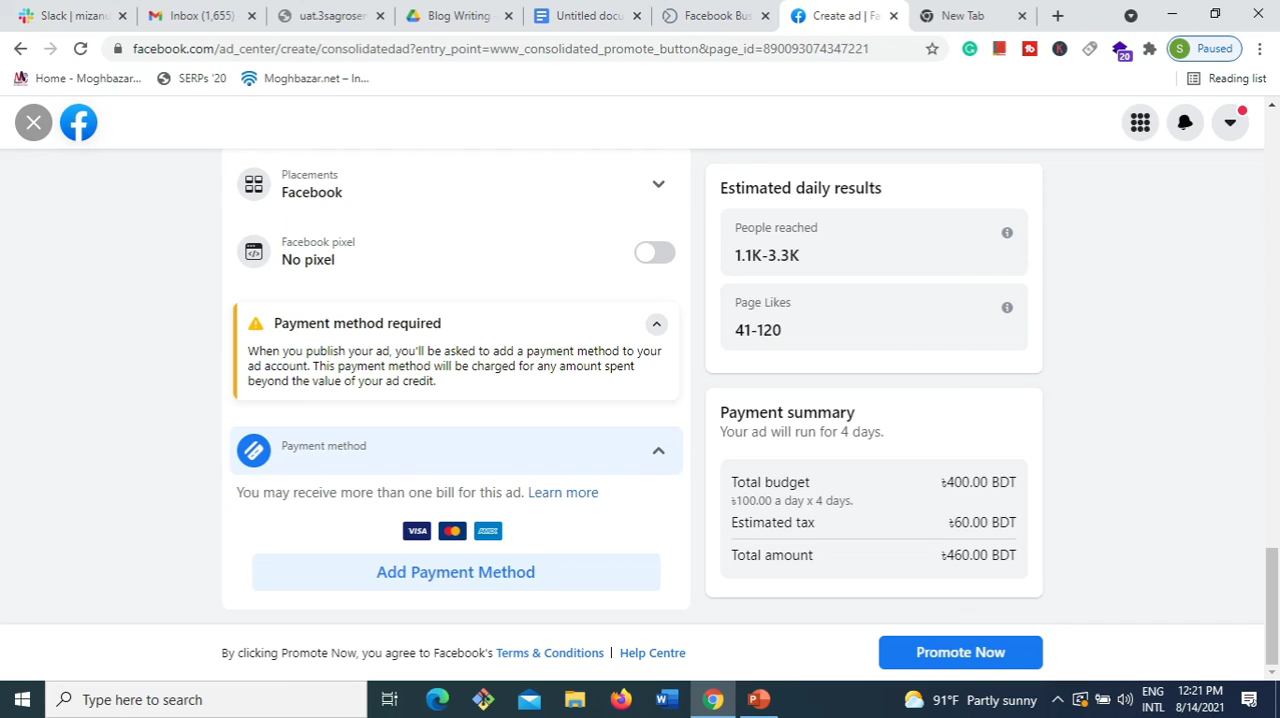 Slack | mizanu
Inbox (1,655)
uat.3sagroser
Blog Writing
Untitled docu
Facebook Bus
Create ad | Fa
New Tab
facebook.com/ad_center/create/consolidatedad?entry_point=www_consolidated_promote_button&page_id=890093074347221
20
S
Paused
Home - Moghbazar...
SERPs '20
Moghbazar.net – In...
Reading list
Placements
Facebook
Facebook pixel
No pixel
Payment method required
When you publish your ad, you'll be asked to add a payment method to your
ad account. This payment method will be charged for any amount spent
beyond the value of your ad credit.
Payment method
You may receive more than one bill for this ad. Learn more
VISA
Add Payment Method
Estimated daily results
People reached
1.1K-3.3K
Page Likes
41-120
Payment summary
Your ad will run for 4 days.
Total budget ৳400.00 BDT
৳100.00 a day x 4 days.
Estimated tax ৳60.00 BDT
Total amount ৳460.00 BDT
By clicking Promote Now, you agree to Facebook's Terms & Conditions | Help Centre
Promote Now
Type here to search
91°F Partly sunny
ENG
INTL
12:21 PM
8/14/2021